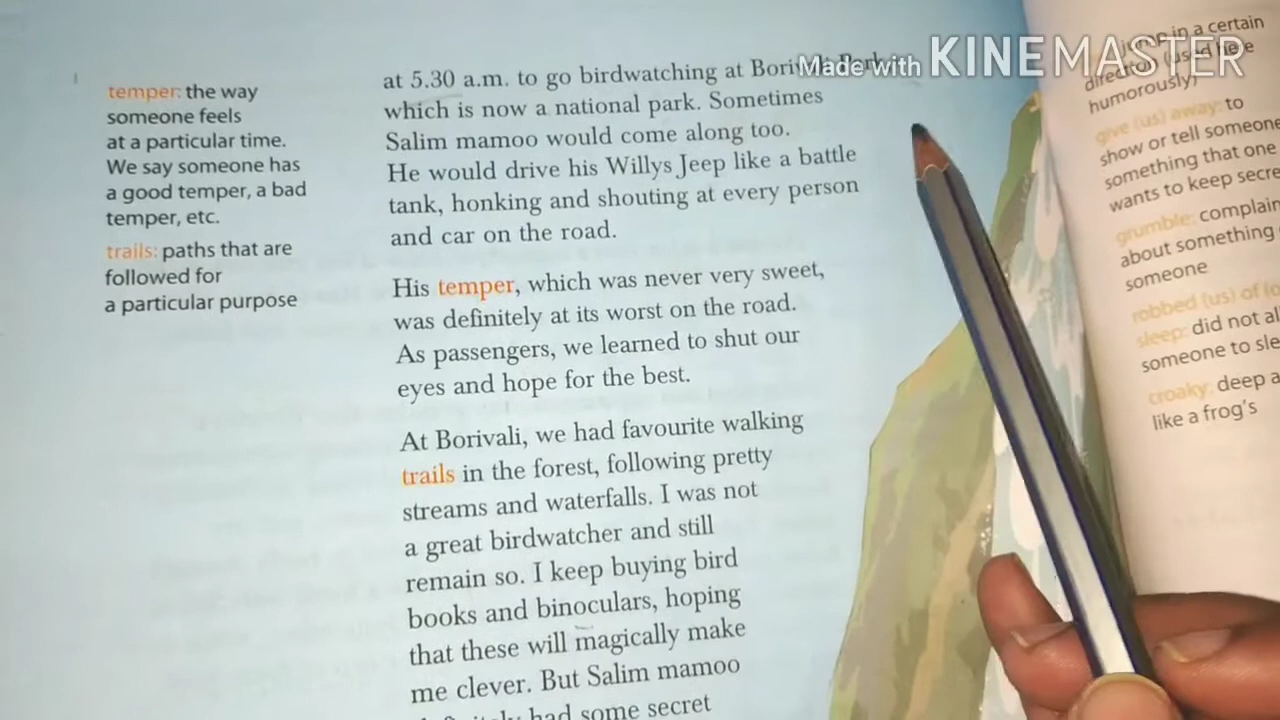 temper: the way
someone feels
at a particular time.
We say someone has
a good temper, a bad
temper, etc.
trails: paths that are
followed for
a particular purpose
at 5.30 a.m. to go birdwatching at
which is now a national park. Sometimes
Salim mamoo would come along too.
He would drive his Willys Jeep like a battle
tank, honking and shouting at every person
and car on the road.
His temper, which was never very sweet,
was definitely at its worst on the road.
As passengers, we learned to shut our
eyes and hope for the best.
At Borivali, we had favourite walking
trails in the forest, following pretty
streams and waterfalls. I was not
a great birdwatcher and still
remain so. I keep buying bird
books and binoculars, hoping
that these will magically make
me clever. But Salim mamoo
had some secret
Made with KINEMASTER
in a certain
direction (used here
humorously)
give (us) away: to
show or tell someone
something that one
wants to keep
grumble: complain
about something
someone
robbed (us) of
sleep: did not
someone to
croaky: deep
like a frog's